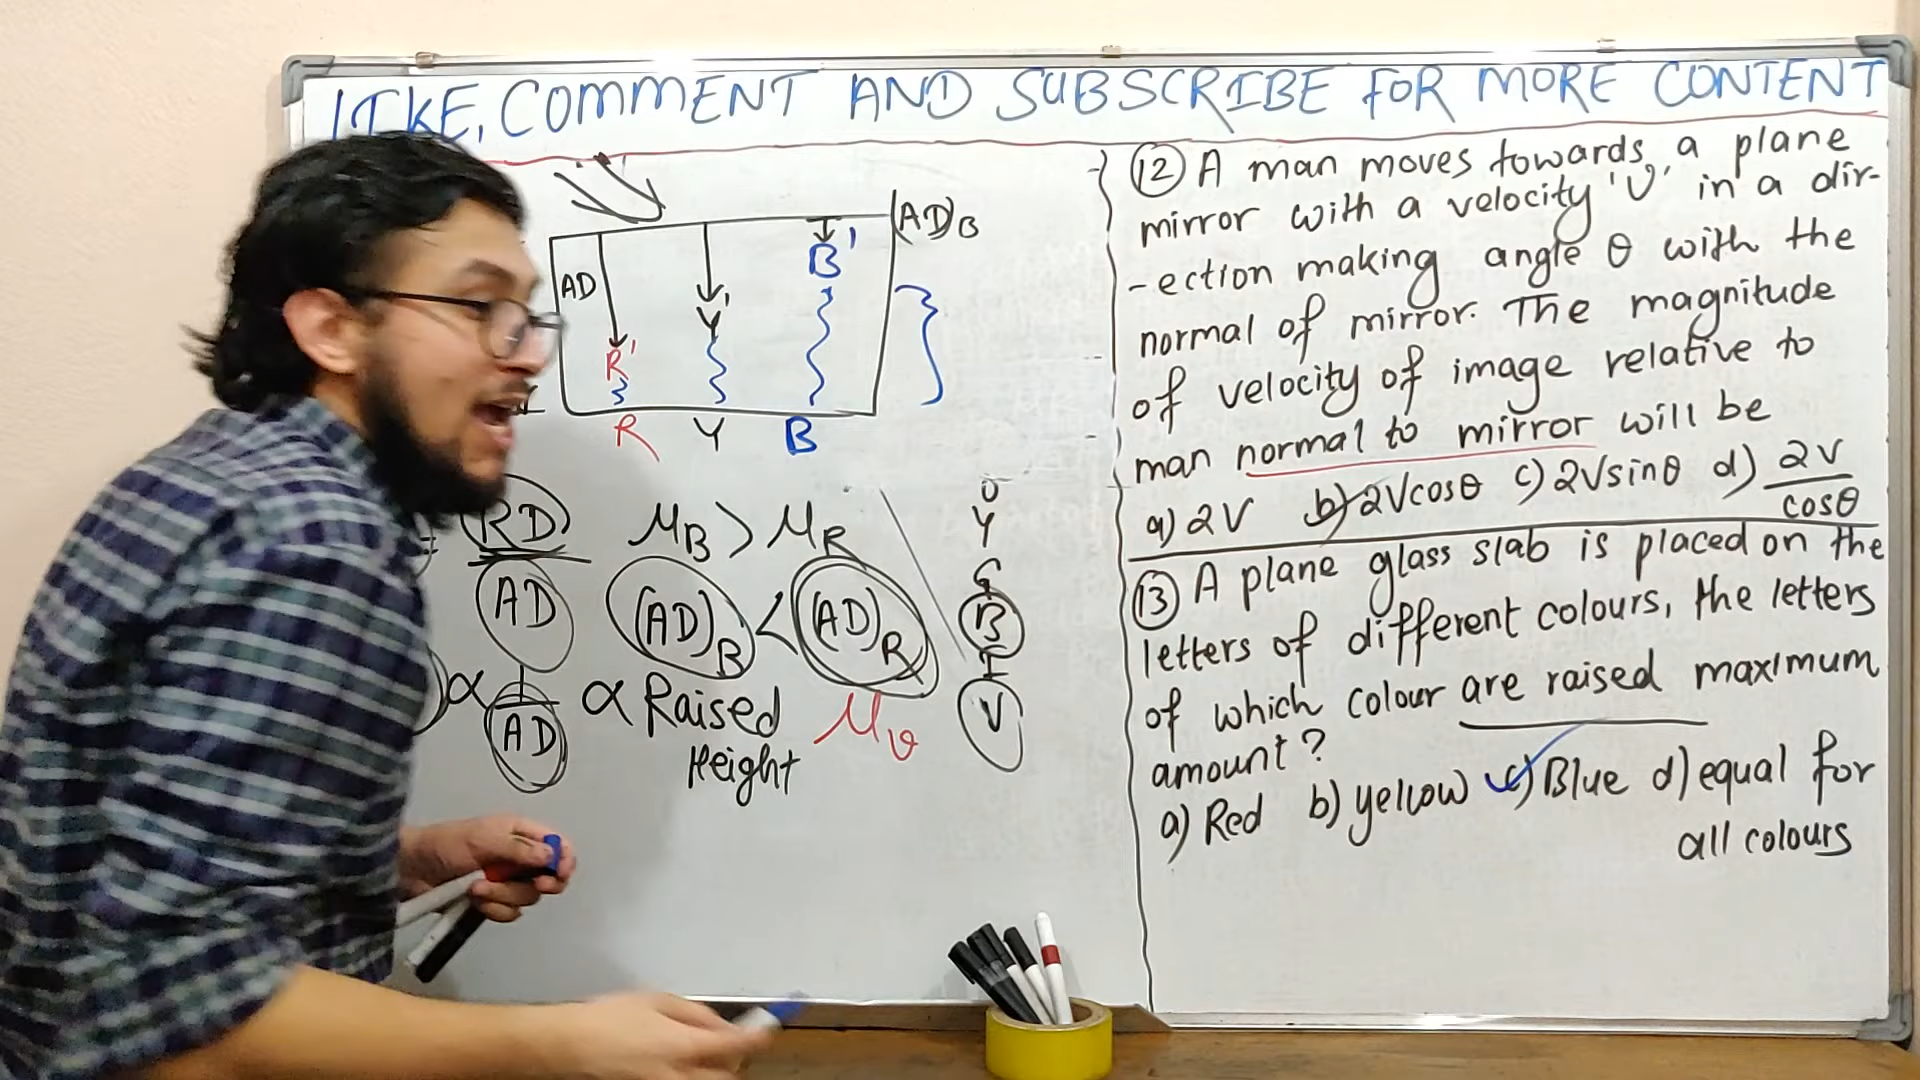 LIKE, COMMENT AND SUBSCRIBE FOR MORE CONTENT
(AD)B
AD
B'
Y'
R'
R Y B
= RD
AD
μB > μR
(AD)B < (AD)R
∝ 1
AD
∝ Raised
Height
μv
O
Y
G
B
I
V
12 A man moves towards a plane
mirror with a velocity 'V' in a dir-
-ection making angle θ with the
normal of mirror. The magnitude
of velocity of image relative to
man normal to mirror will be
a) 2V b) 2Vcosθ c) 2Vsinθ d) 2V
cosθ
13 A plane glass slab is placed on the
letters of different colours, the letters
of which colour are raised maximum
amount?
a) Red b) yellow c) Blue d) equal for
all colours